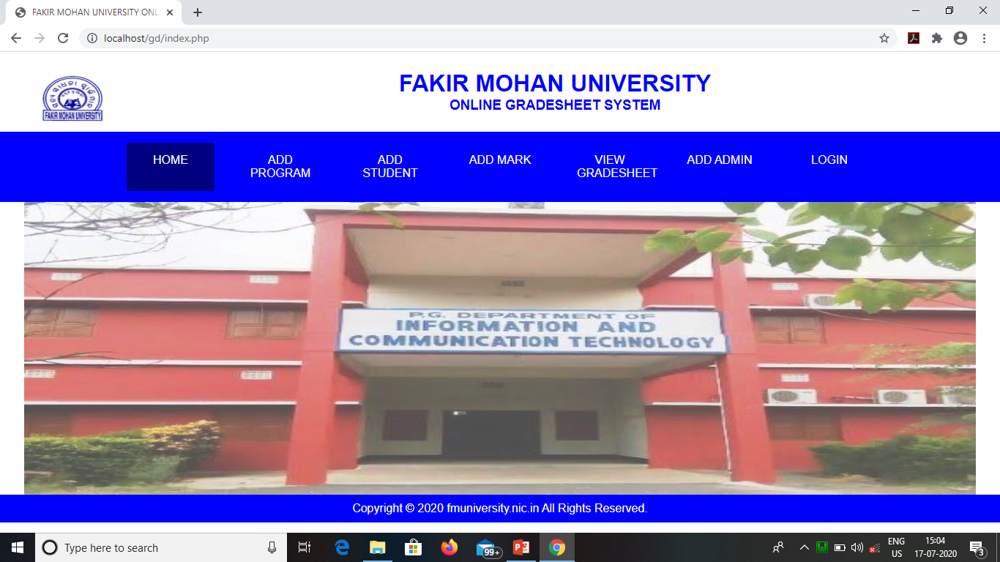 FAKIR MOHAN UNIVERSITY ONLI
localhost/gd/index.php
FAKIR MOHAN UNIVERSITY
FAKIR MOHAN UNIVERSITY
ONLINE GRADESHEET SYSTEM
HOME
ADD
PROGRAM
ADD
STUDENT
ADD MARK
VIEW
GRADESHEET
ADD ADMIN
LOGIN
P.G. DEPARTMENT OF
INFORMATION AND
COMMUNICATION TECHNOLOGY
Copyright © 2020 fmuniversity.nic.in All Rights Reserved.
Type here to search
99+
ENG
US
15:04
17-07-2020
3